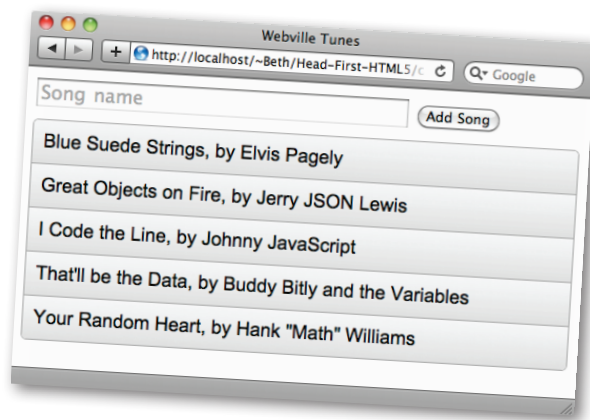 Webville Tunes
http://localhost/~Beth/Head-First-HTML5/c
Google
Song name
Add Song
Blue Suede Strings, by Elvis Pagely
Great Objects on Fire, by Jerry JSON Lewis
I Code the Line, by Johnny JavaScript
That'll be the Data, by Buddy Bitly and the Variables
Your Random Heart, by Hank "Math" Williams